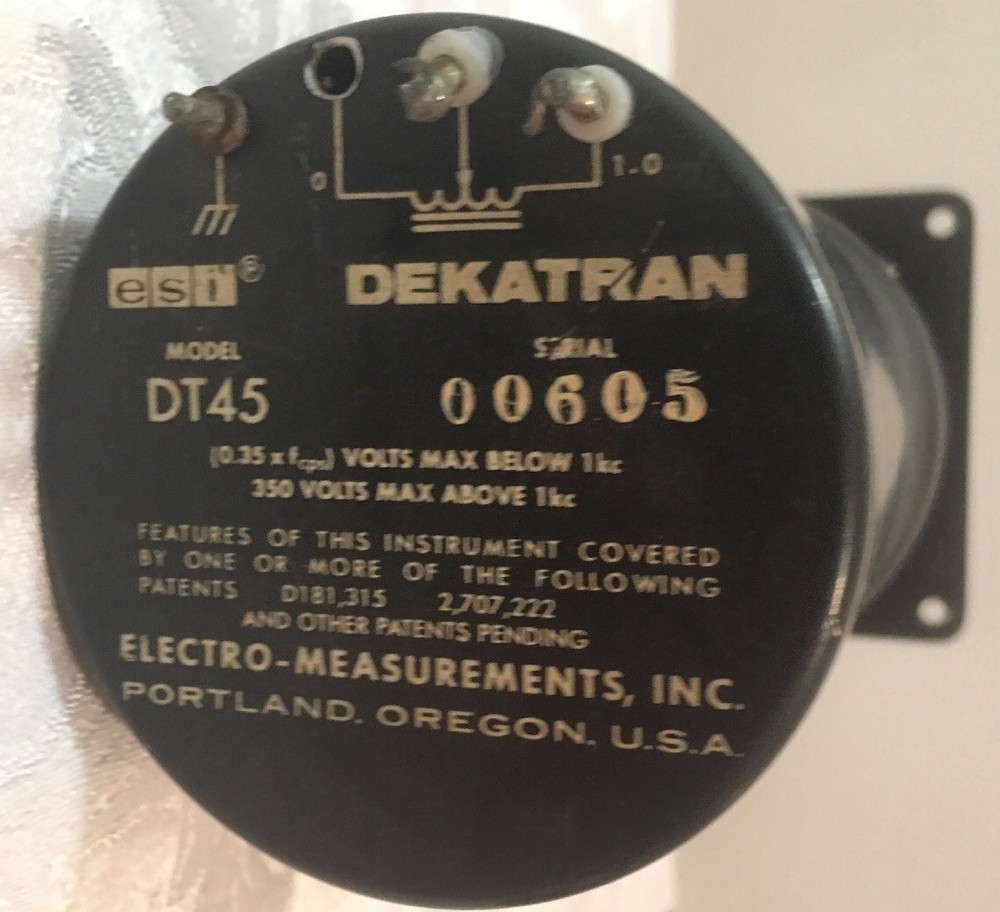 0 1.0
esi® DEKATRAN
MODEL SERIAL
DT45 00605
(0.35 x fcps) VOLTS MAX BELOW 1kc
350 VOLTS MAX ABOVE 1kc
FEATURES OF THIS INSTRUMENT COVERED
BY ONE OR MORE OF THE FOLLOWING
PATENTS D181,315 2,707,222
AND OTHER PATENTS PENDING
ELECTRO-MEASUREMENTS, INC.
PORTLAND, OREGON, U.S.A.